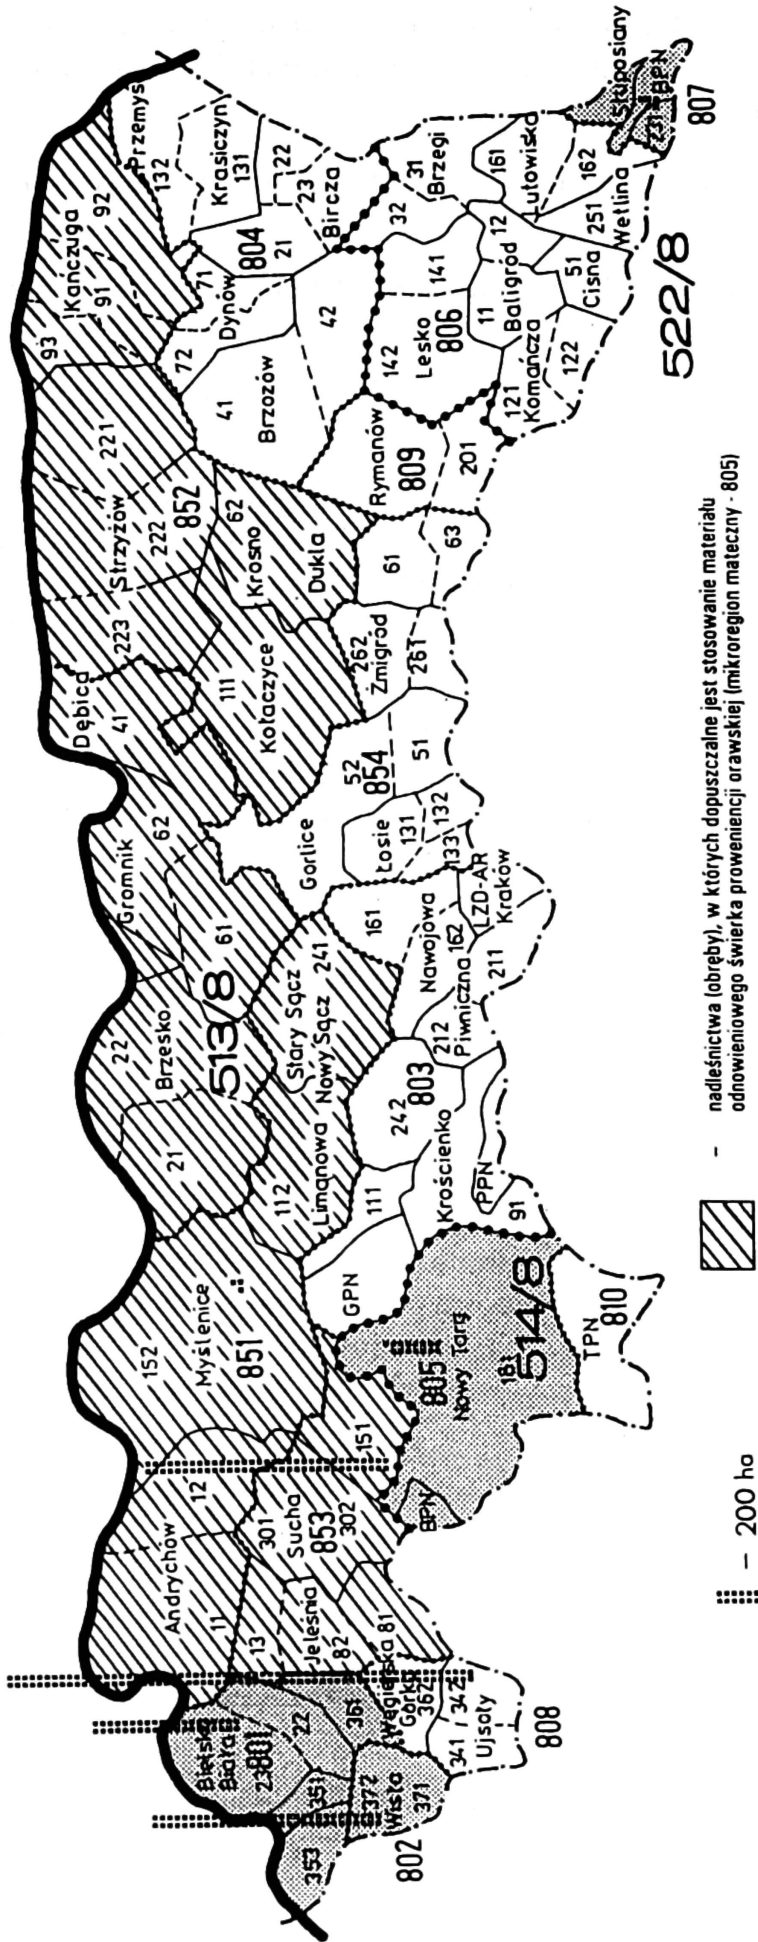 Bielsko
Biała
23
801
353
351
22
361
372
Wisła
371
802
Węgierska
Górka
362
81
341
342
Ujsoły
808
Andrychów
11
12
13
Jeleśnia
82
301
Sucha
853
302
151
152
Myślenice
851
BPN
805
Nowy Targ
181
514/8
TPN
810
GPN
21
22
Brzesko
513/8
112
Limanowa
111
Stary Sącz
Nowy Sącz
241
242
803
Krościenko
PPN
91
Gromnik
62
61
161
Nawojowa
162
212
Piwniczna
211
LZD-AR
Kraków
Gorlice
52
854
51
Łosie
131
132
133
Dębica
41
111
Kołaczyce
223
222
221
Strzyżów
852
62
Krosno
Dukla
262
Żmigród
261
61
63
93
Kańczuga
91
92
72
71
Dynów
41
Brzozów
42
Rymanów
809
201
Przemyśl
132
Krasiczyn
131
804
21
22
23
Bircza
142
Lesko
806
141
32
31
Brzegi
11
Baligród
12
161
Lutowiska
162
121
Komańcza
122
51
Cisna
251
Wetlina
Stuposiany
231
BPN
807
522/8
– 200 ha
– nadleśnictwa (obręby), w których dopuszczalne jest stosowanie materiału
odnowieniowego świerka proweniencji orawskiej (mikroregion mateczny - 805)